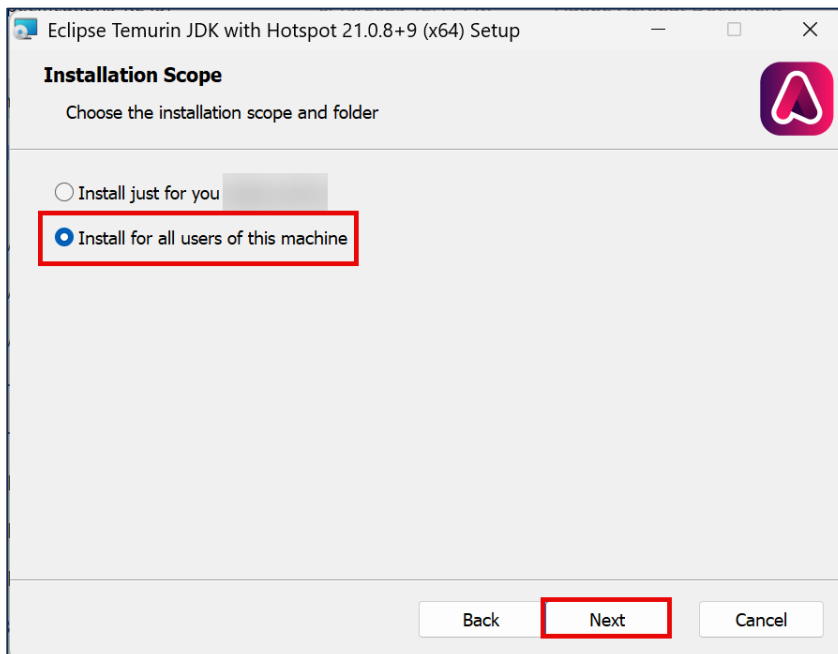 Eclipse Temurin JDK with Hotspot 21.0.8+9 (x64) Setup
Installation Scope
Choose the installation scope and folder
Install just for you
Install for all users of this machine
Back Next Cancel